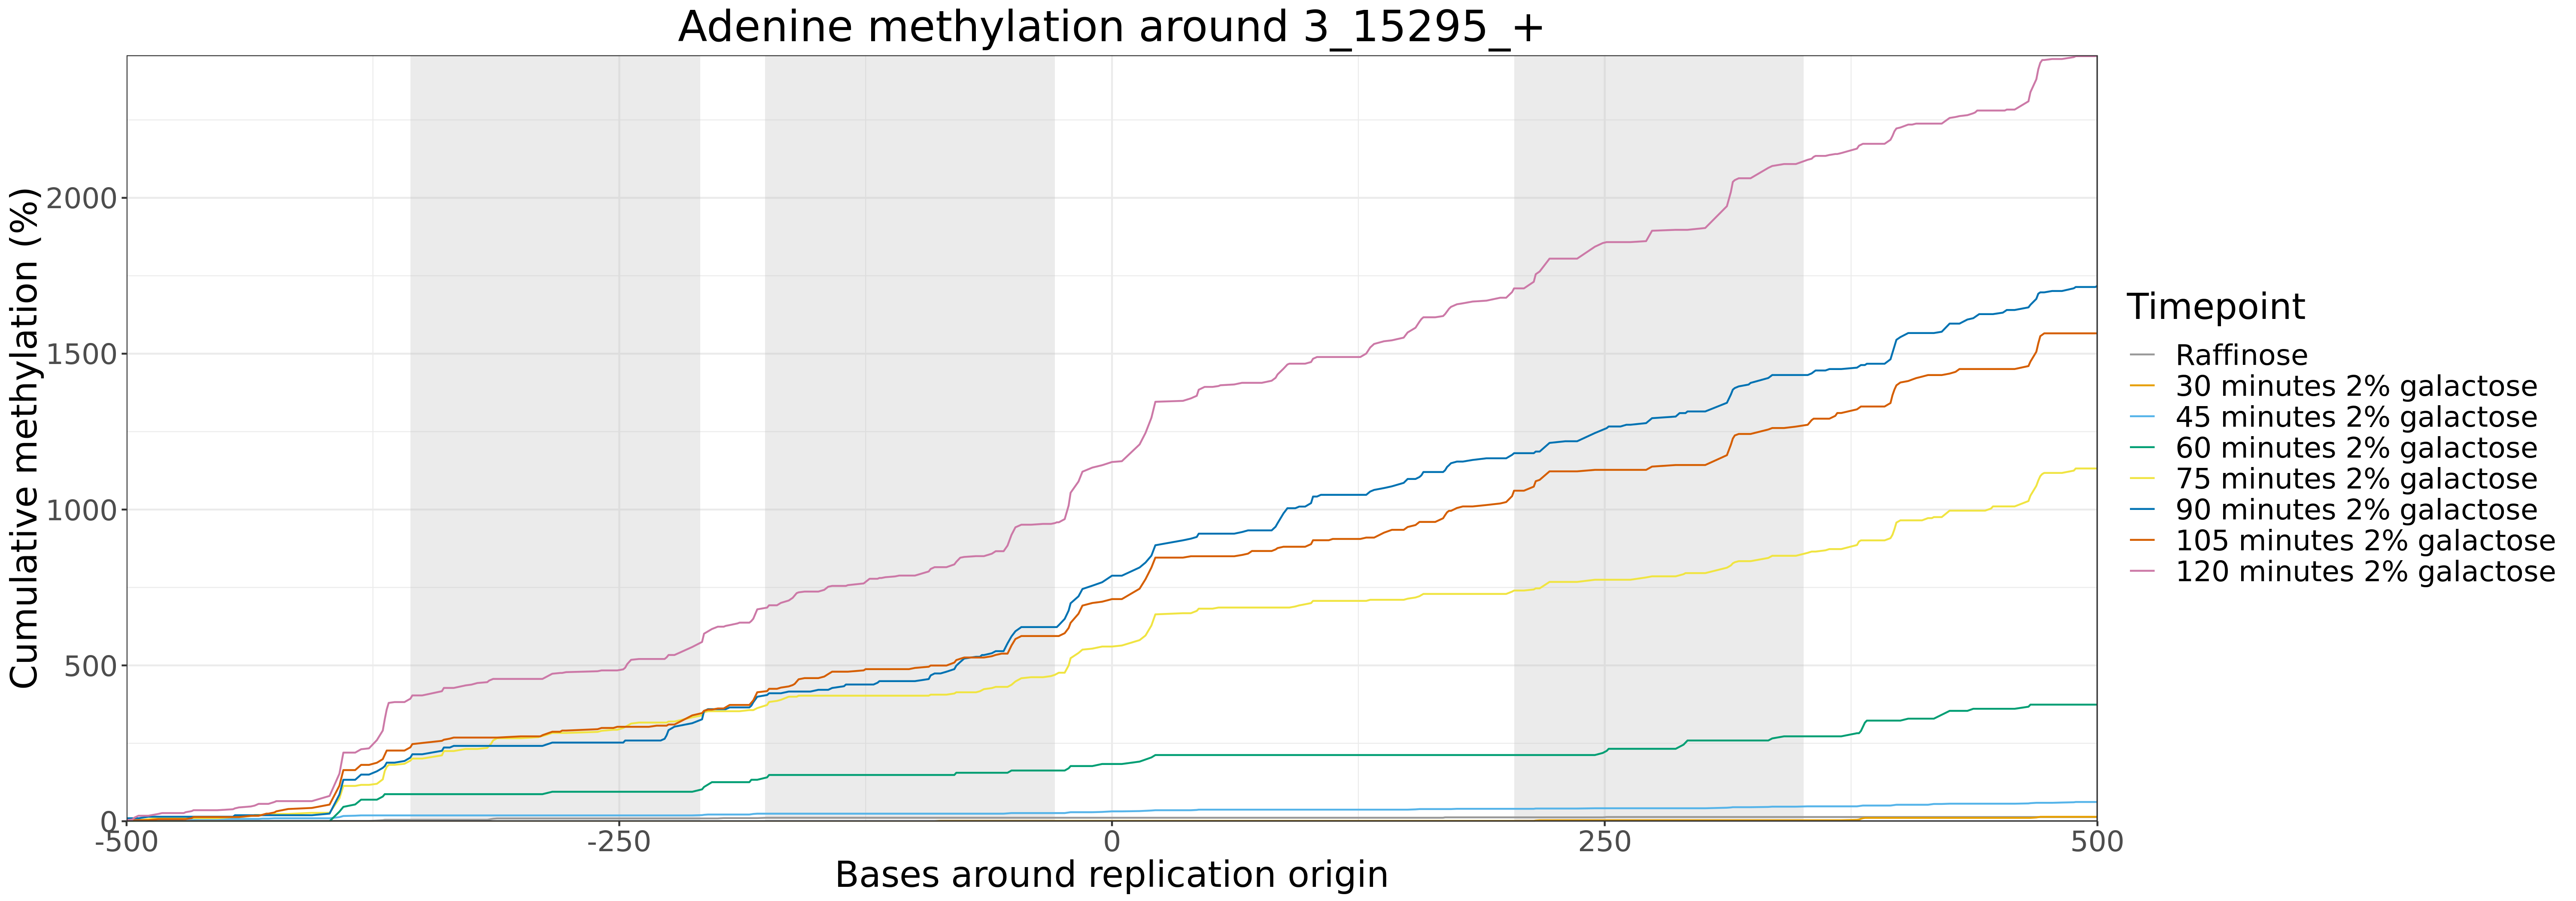 Adenine methylation around 3_15295_+
Cumulative methylation (%)
2000
1500
1000
500
0
-500
-250
0
250
500
Bases around replication origin
Timepoint
Raffinose
30 minutes 2% galactose
45 minutes 2% galactose
60 minutes 2% galactose
75 minutes 2% galactose
90 minutes 2% galactose
105 minutes 2% galactose
120 minutes 2% galactose